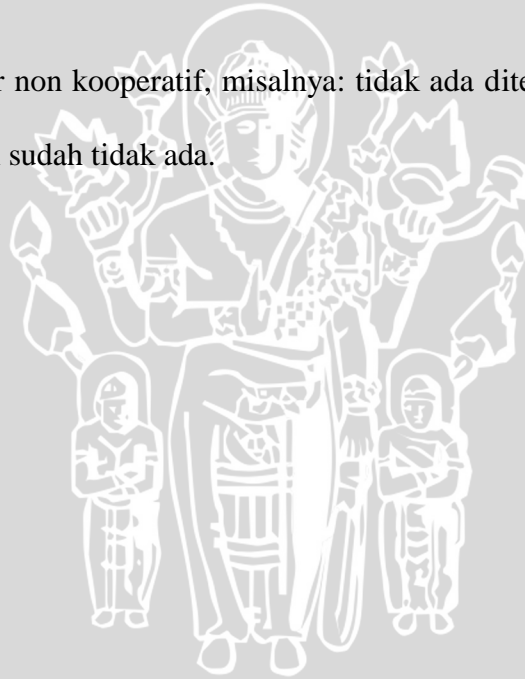 r non kooperatif, misalnya: tidak ada dite
sudah tidak ada.